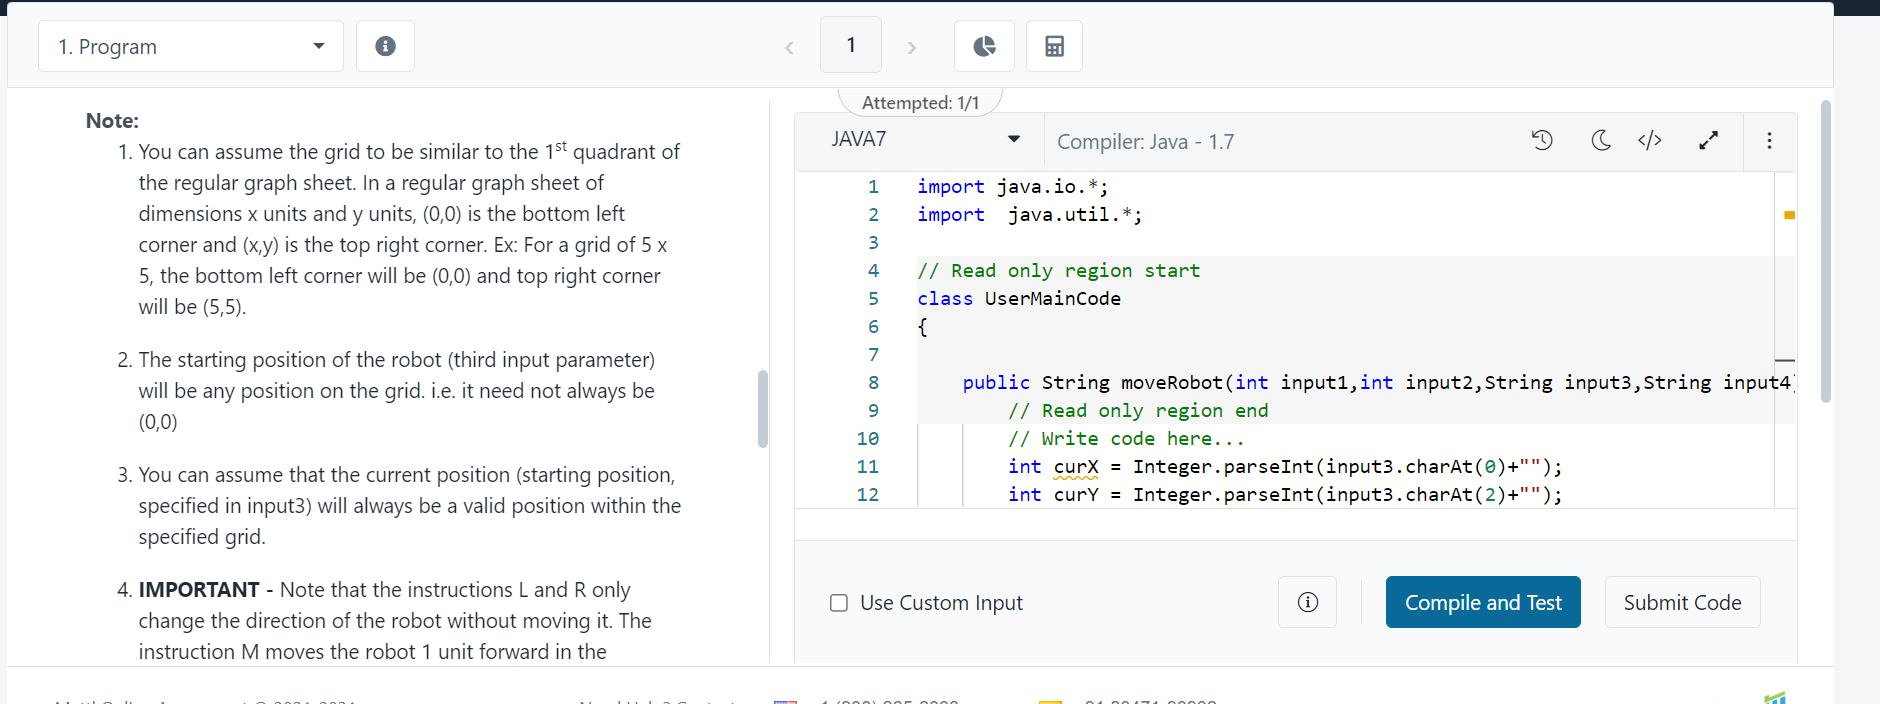 1. Program
1
Attempted: 1/1
Note:
1. You can assume the grid to be similar to the 1st quadrant of
the regular graph sheet. In a regular graph sheet of
dimensions x units and y units, (0,0) is the bottom left
corner and (x,y) is the top right corner. Ex: For a grid of 5 x
5, the bottom left corner will be (0,0) and top right corner
will be (5,5).
2. The starting position of the robot (third input parameter)
will be any position on the grid. i.e. it need not always be
(0,0)
3. You can assume that the current position (starting position,
specified in input3) will always be a valid position within the
specified grid.
4. IMPORTANT - Note that the instructions L and R only
change the direction of the robot without moving it. The
instruction M moves the robot 1 unit forward in the
JAVA7
Compiler: Java - 1.7
1 import java.io.*;
2 import  java.util.*;
3
4 // Read only region start
5 class UserMainCode
6 {
7
8 public String moveRobot(int input1,int input2,String input3,String input4
9 // Read only region end
10 // Write code here...
11 int curX = Integer.parseInt(input3.charAt(0)+"");
12 int curY = Integer.parseInt(input3.charAt(2)+"");
Use Custom Input
Compile and Test
Submit Code